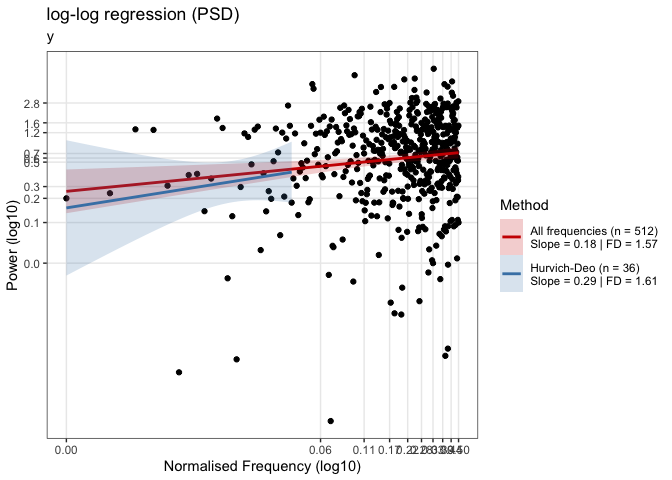 log-log regression (PSD)
y
2.8
1.6
1.2
0.7
0.3
0.2
0.1
0.0
Power (log10)
0.00
0.06
0.11
0.17
Normalised Frequency (log10)
Method
All frequencies (n = 512)
Slope = 0.18 | FD = 1.57
Hurvich-Deo (n = 36)
Slope = 0.29 | FD = 1.61